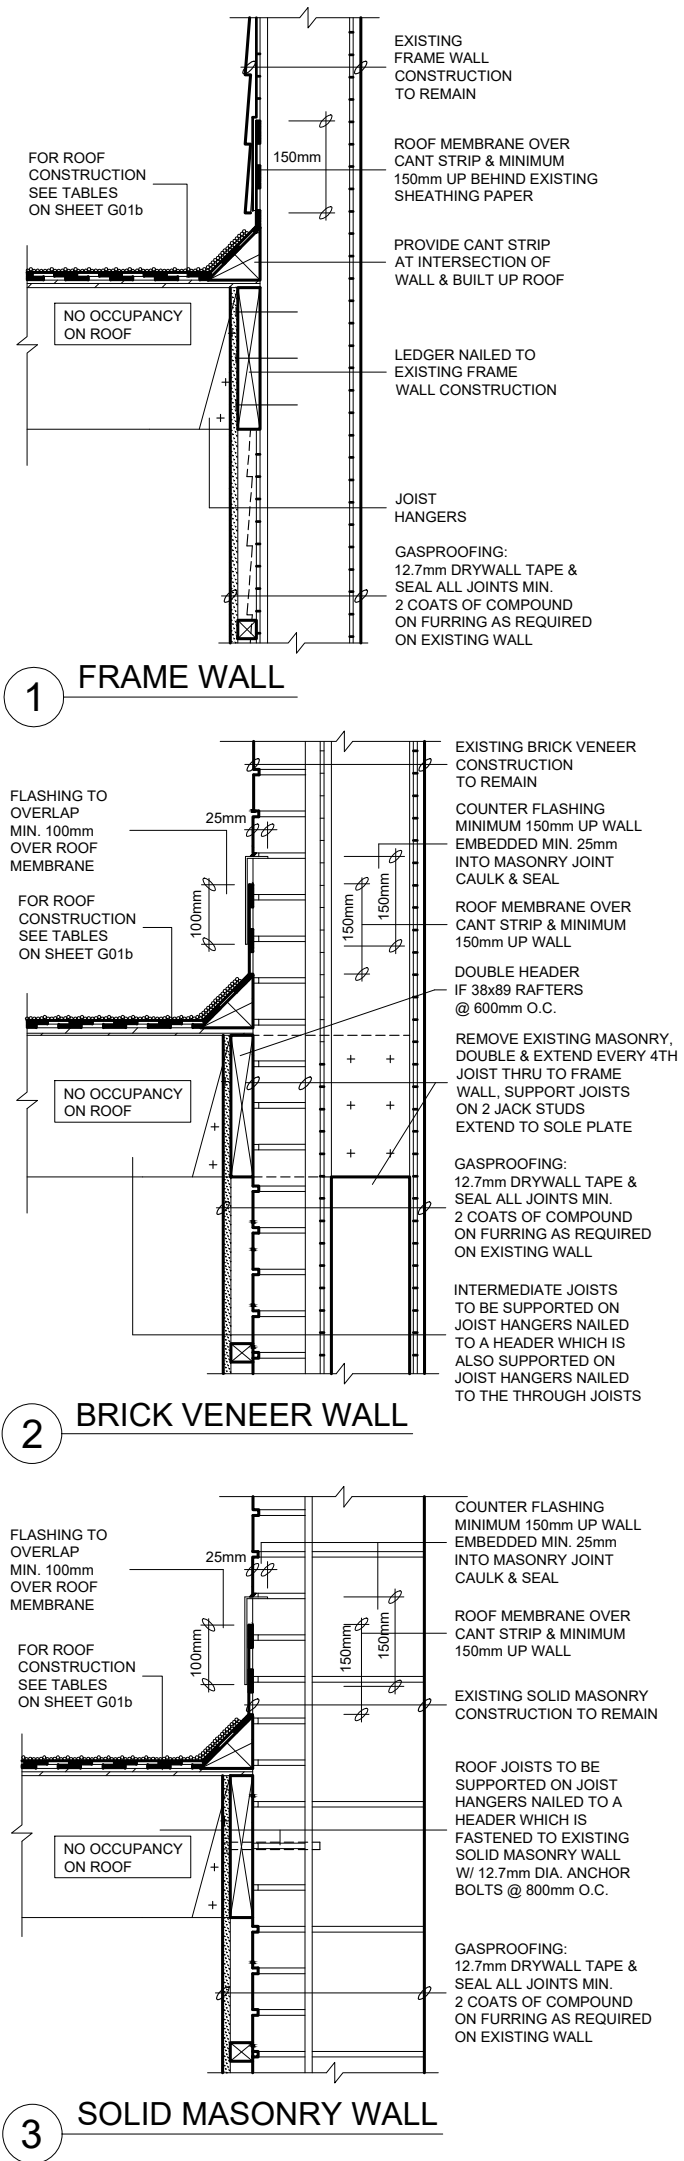 EXISTING
FRAME WALL
CONSTRUCTION
TO REMAIN
150mm
ROOF MEMBRANE OVER
CANT STRIP & MINIMUM
150mm UP BEHIND EXISTING
SHEATHING PAPER
FOR ROOF
CONSTRUCTION
SEE TABLES
ON SHEET G01b
PROVIDE CANT STRIP
AT INTERSECTION OF
WALL & BUILT UP ROOF
NO OCCUPANCY
ON ROOF
LEDGER NAILED TO
EXISTING FRAME
WALL CONSTRUCTION
JOIST
HANGERS
GASPROOFING:
12.7mm DRYWALL TAPE &
SEAL ALL JOINTS MIN.
2 COATS OF COMPOUND
ON FURRING AS REQUIRED
ON EXISTING WALL
1
FRAME WALL
EXISTING BRICK VENEER
CONSTRUCTION
TO REMAIN
FLASHING TO
OVERLAP
MIN. 100mm
OVER ROOF
MEMBRANE
25mm
COUNTER FLASHING
MINIMUM 150mm UP WALL
EMBEDDED MIN. 25mm
INTO MASONRY JOINT
CAULK & SEAL
FOR ROOF
CONSTRUCTION
SEE TABLES
ON SHEET G01b
100mm
150mm
150mm
ROOF MEMBRANE OVER
CANT STRIP & MINIMUM
150mm UP WALL
DOUBLE HEADER
IF 38x89 RAFTERS
@ 600mm O.C.
REMOVE EXISTING MASONRY,
DOUBLE & EXTEND EVERY 4TH
JOIST THRU TO FRAME
WALL, SUPPORT JOISTS
ON 2 JACK STUDS
EXTEND TO SOLE PLATE
NO OCCUPANCY
ON ROOF
GASPROOFING:
12.7mm DRYWALL TAPE &
SEAL ALL JOINTS MIN.
2 COATS OF COMPOUND
ON FURRING AS REQUIRED
ON EXISTING WALL
INTERMEDIATE JOISTS
TO BE SUPPORTED ON
JOIST HANGERS NAILED
TO A HEADER WHICH IS
ALSO SUPPORTED ON
JOIST HANGERS NAILED
TO THE THROUGH JOISTS
2
BRICK VENEER WALL
COUNTER FLASHING
MINIMUM 150mm UP WALL
EMBEDDED MIN. 25mm
INTO MASONRY JOINT
CAULK & SEAL
FLASHING TO
OVERLAP
MIN. 100mm
OVER ROOF
MEMBRANE
25mm
100mm
150mm
150mm
ROOF MEMBRANE OVER
CANT STRIP & MINIMUM
150mm UP WALL
FOR ROOF
CONSTRUCTION
SEE TABLES
ON SHEET G01b
EXISTING SOLID MASONRY
CONSTRUCTION TO REMAIN
ROOF JOISTS TO BE
SUPPORTED ON JOIST
HANGERS NAILED TO A
HEADER WHICH IS
FASTENED TO EXISTING
SOLID MASONRY WALL
W/ 12.7mm DIA. ANCHOR
BOLTS @ 800mm O.C.
NO OCCUPANCY
ON ROOF
GASPROOFING:
12.7mm DRYWALL TAPE &
SEAL ALL JOINTS MIN.
2 COATS OF COMPOUND
ON FURRING AS REQUIRED
ON EXISTING WALL
3
SOLID MASONRY WALL